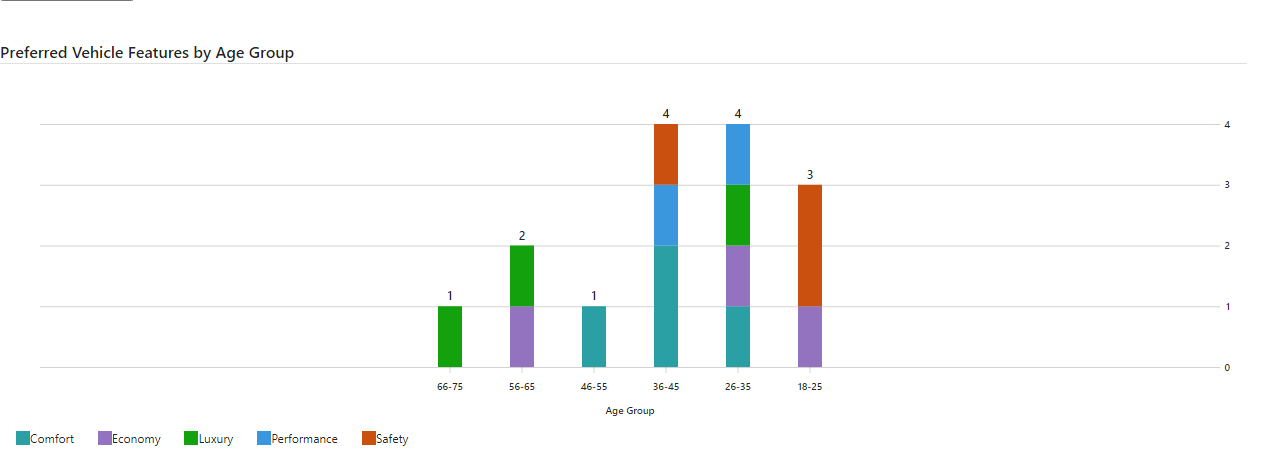 Preferred Vehicle Features by Age Group
4 4
4
3
3
2
2
1 1
1
0
66-75 56-65 46-55 36-45 26-35 18-25
Age Group
Comfort Economy Luxury Performance Safety